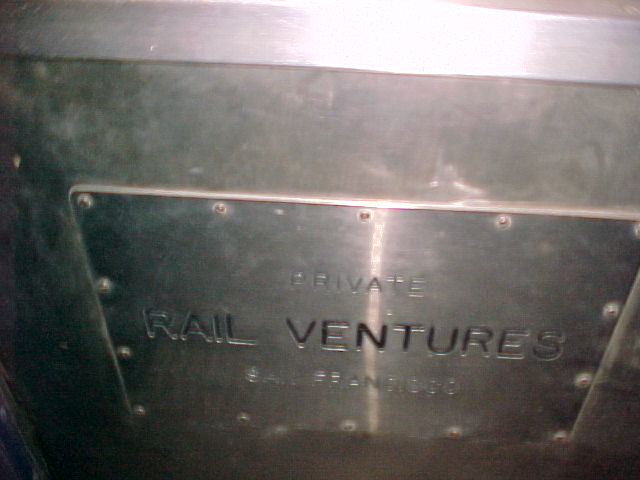 PRIVATE
RAIL VENTURES
SAN FRANCISCO